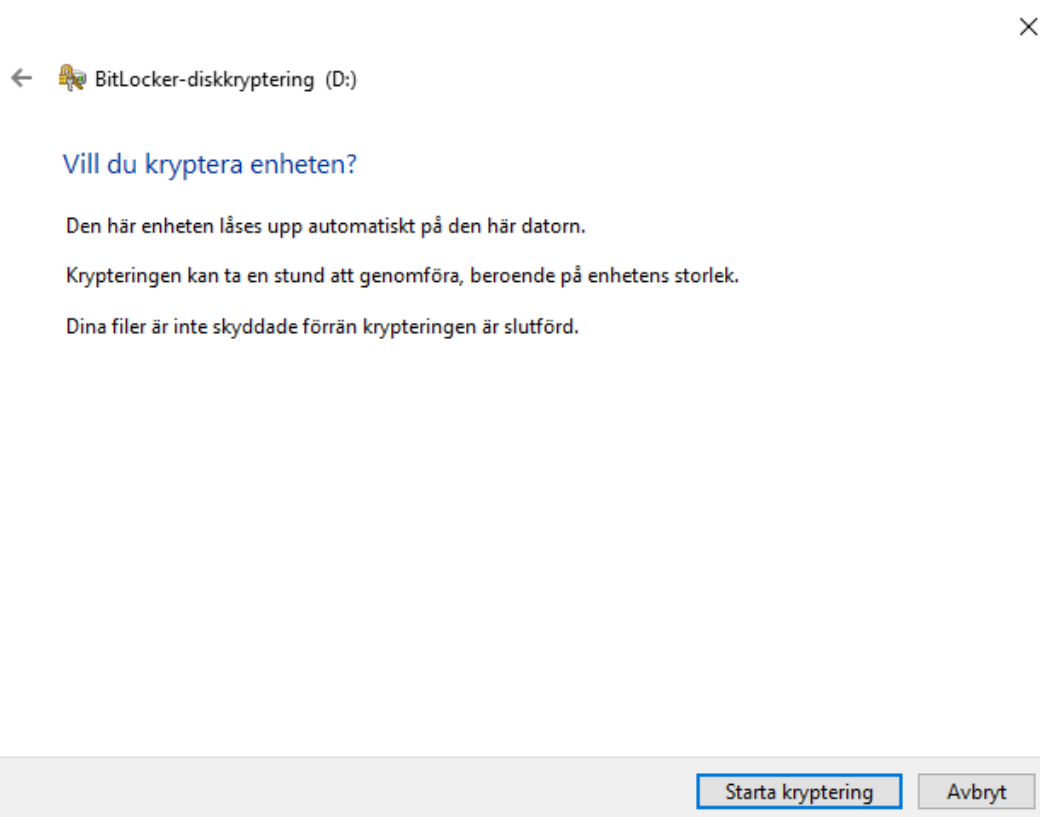 BitLocker-diskkryptering (D:)
Vill du kryptera enheten?
Den här enheten låses upp automatiskt på den här datorn.
Krypteringen kan ta en stund att genomföra, beroende på enhetens storlek.
Dina filer är inte skyddade förrän krypteringen är slutförd.
Starta kryptering
Avbryt